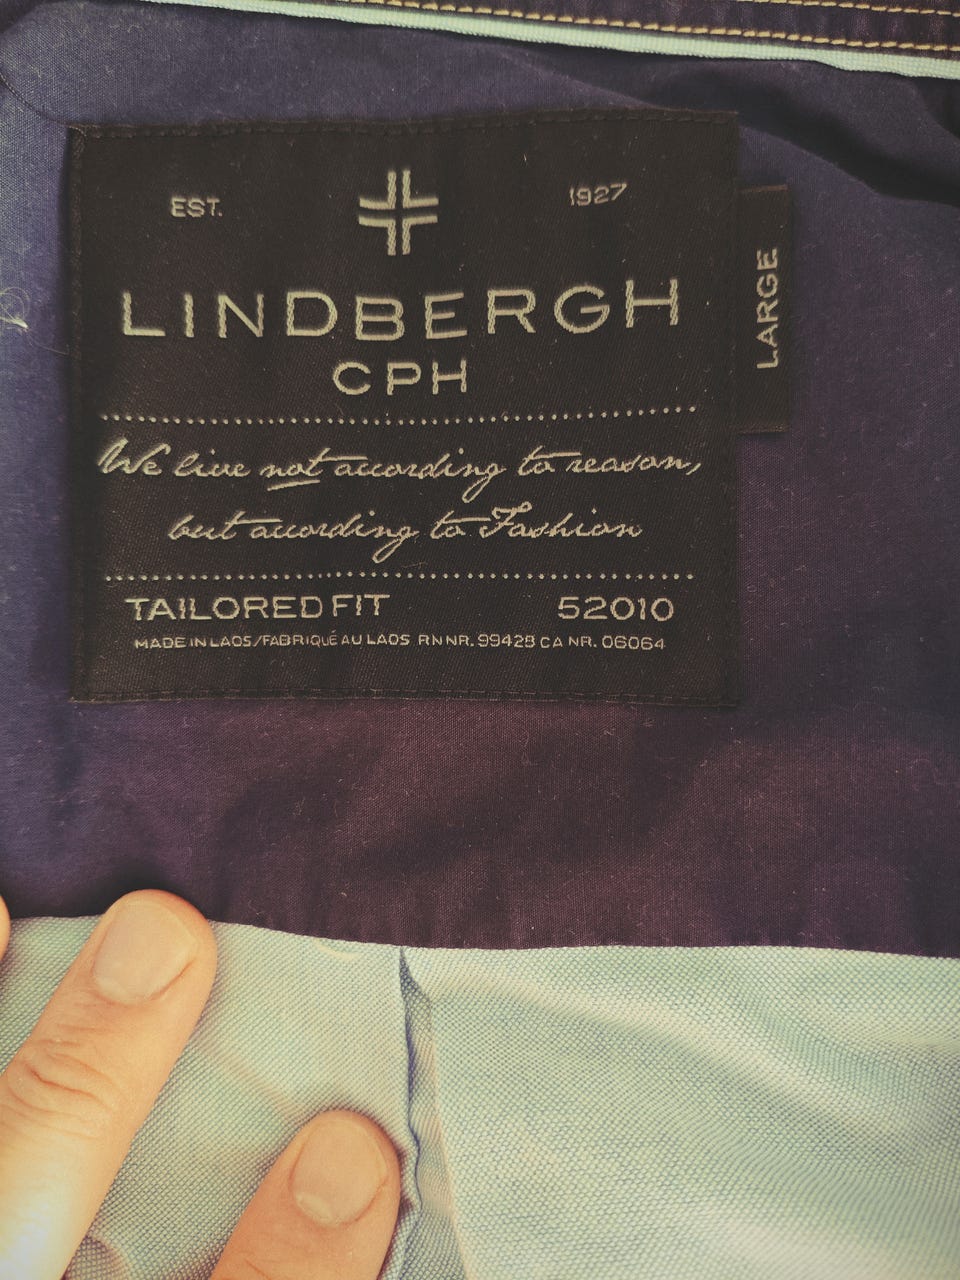 EST. 1927
LINDBERGH
CPH
LARGE
We live not according to reason,
but according to Fashion
TAILORED FIT 52010
MADE IN LAOS/FABRIQUÉ AU LAOS RN NR. 99428 CA NR. 06064